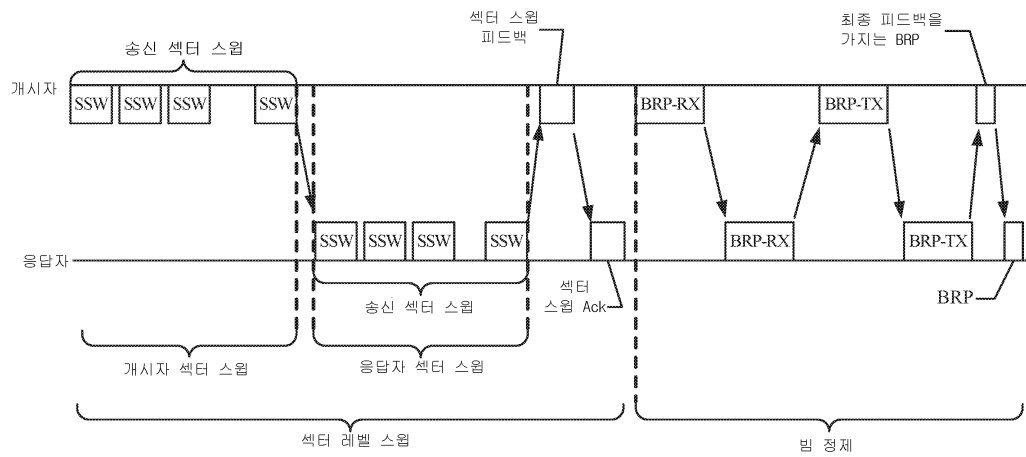 송신 섹터 스윕
섹터 스윕
피드백
최종 피드백을
가지는 BRP
개시자
SSW
SSW
SSW
SSW
BRP-RX
BRP-TX
SSW
SSW
SSW
SSW
BRP-RX
BRP-TX
응답자
송신 섹터 스윕
섹터
스윕 Ack
BRP
개시자 섹터 스윕
응답자 섹터 스윕
섹터 레벨 스윕
빔 정제